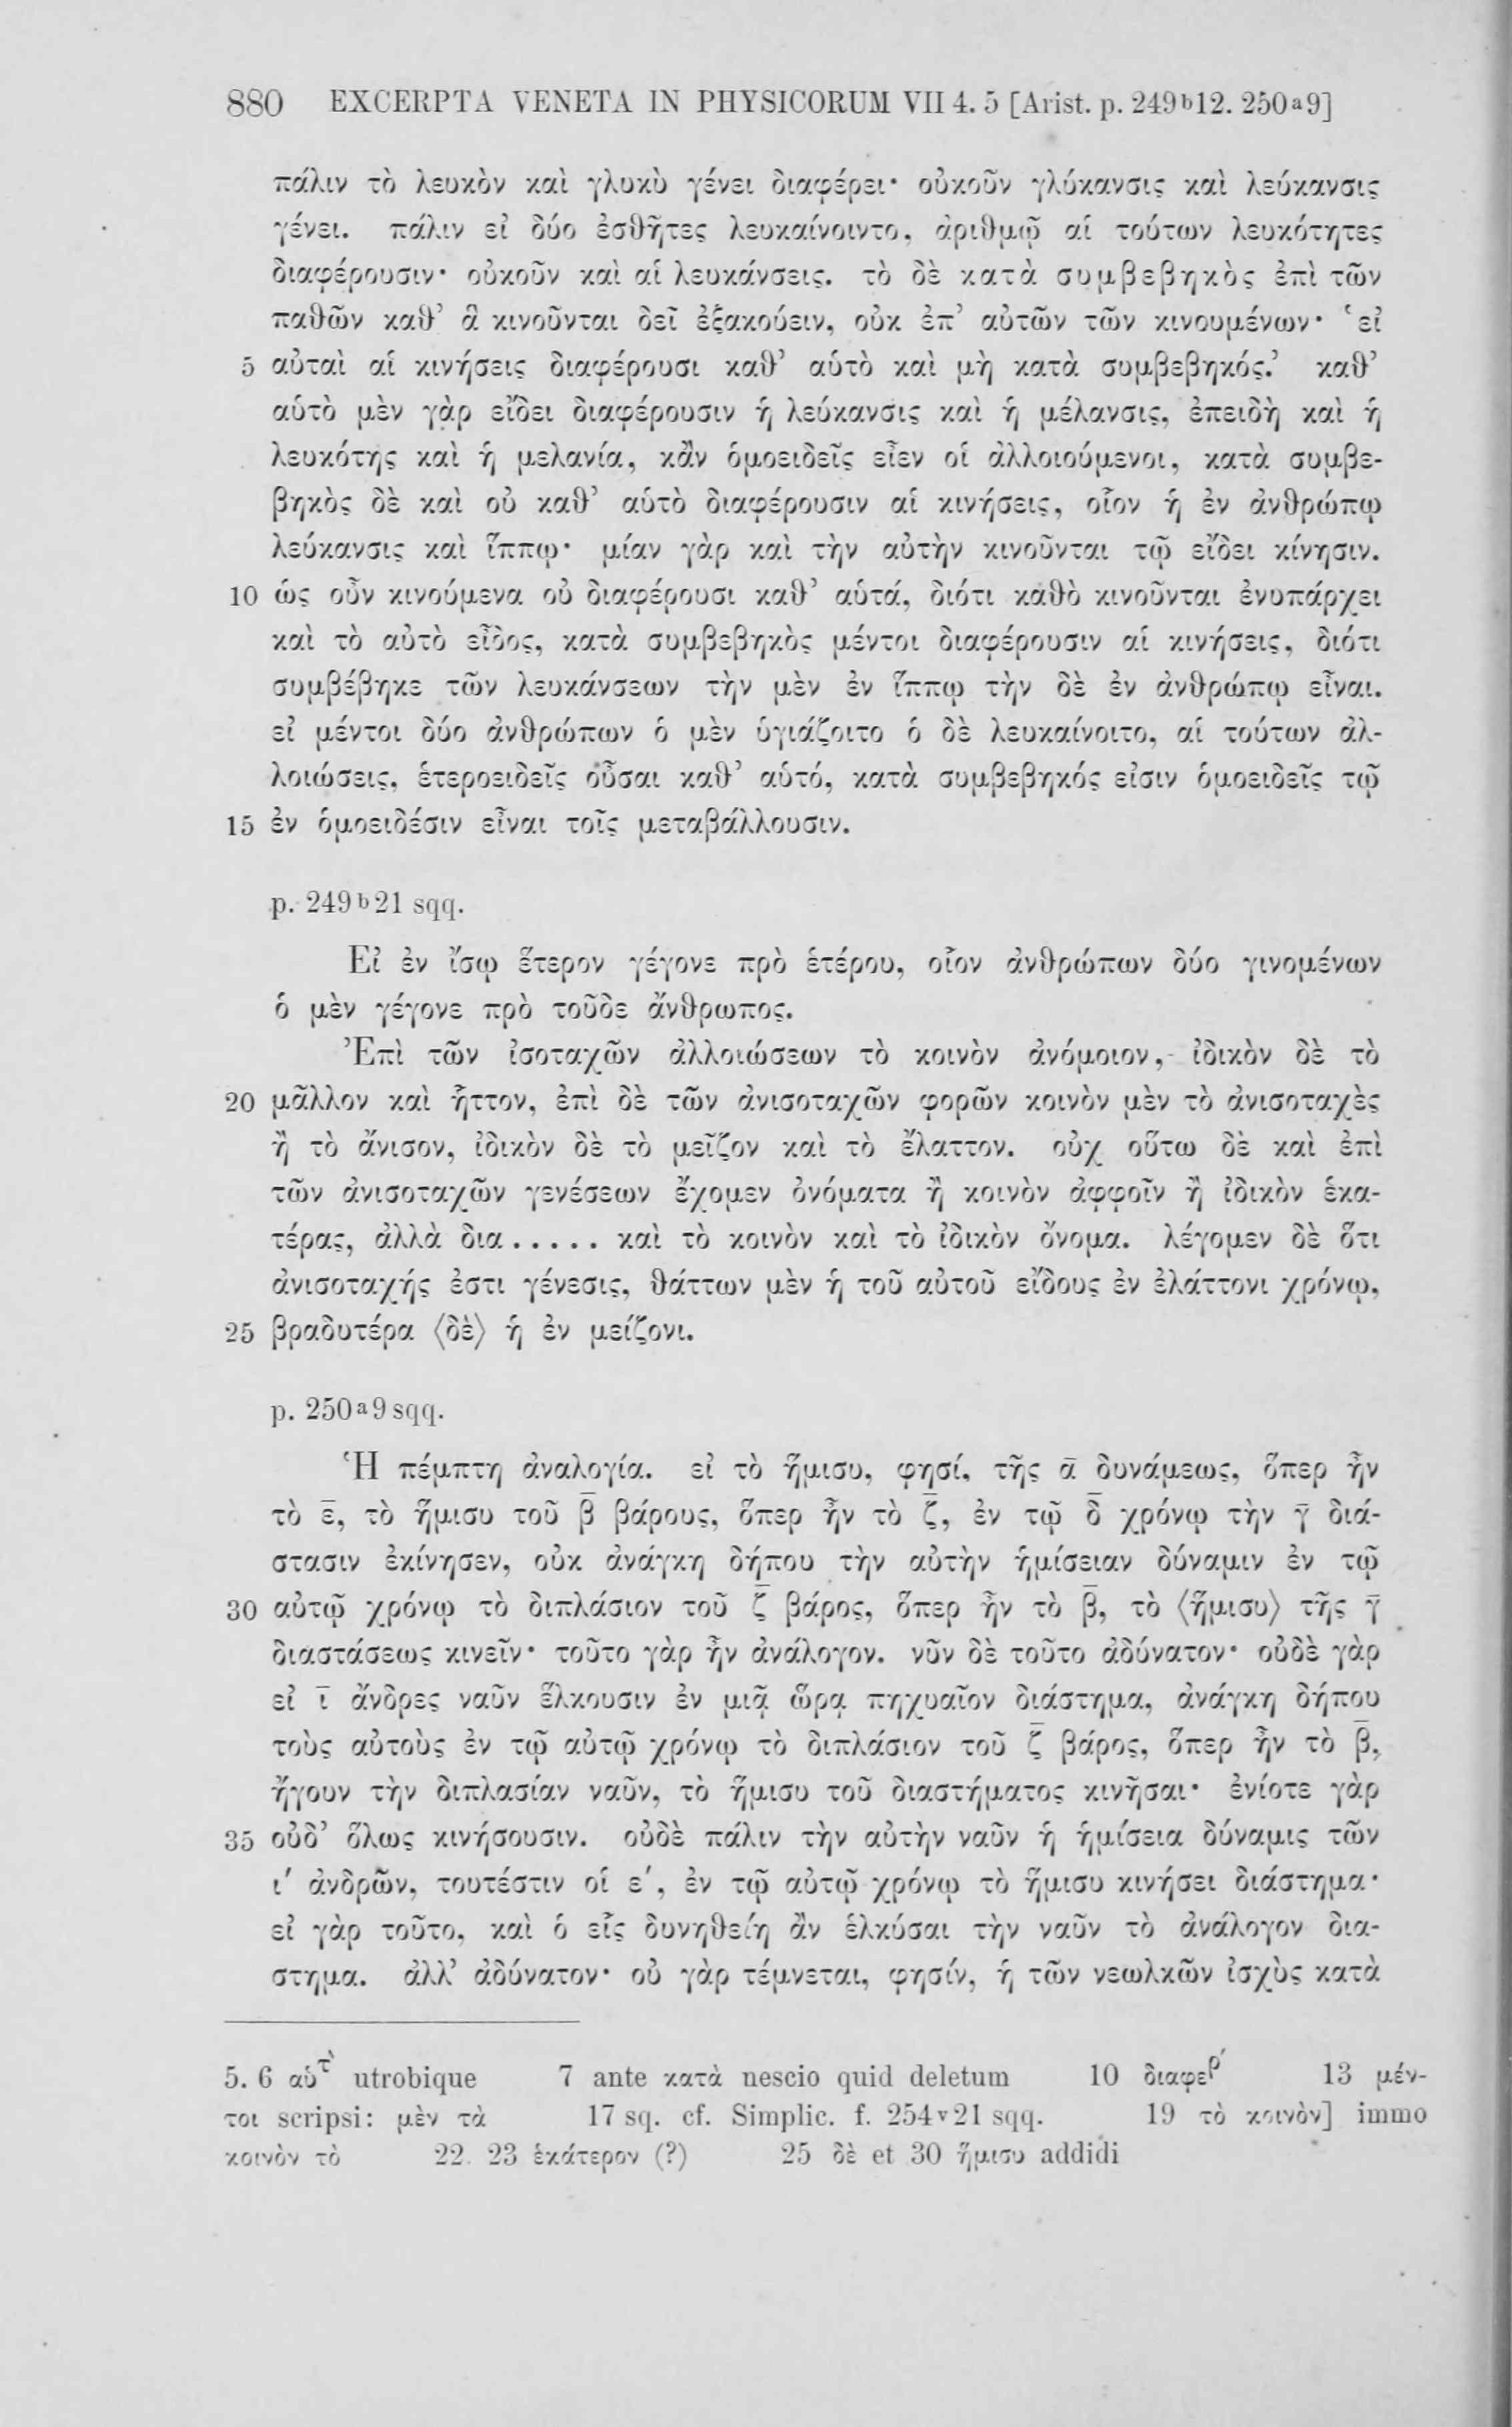 880 EXCERPTA VENETA IN PHYSICORUM VII 4. 5 [Arist. p. 249ᵇ12. 250ᵃ9]
πάλιν τὸ λευκὸν καὶ γλυκὺ γένει διαφέρει· οὐκοῦν γλύκανσις καὶ λεύκανσις
γένει. πάλιν εἰ δύο ἐσθῆτες λευκαίνοιντο, ἀριθμῷ αἱ τούτων λευκότητες
διαφέρουσιν· οὐκοῦν καὶ αἱ λευκάνσεις. τὸ δὲ κατὰ συμβεβηκὸς ἐπὶ τῶν
παθῶν καθ’ ἃ κινοῦνται δεῖ ἐξακούειν, οὐκ ἐπ’ αὐτῶν τῶν κινουμένων· ‘εἰ
5 αὐταὶ αἱ κινήσεις διαφέρουσι καθ’ αὑτὸ καὶ μὴ κατὰ συμβεβηκός.’ καθ’
αὑτὸ μὲν γὰρ εἴδει διαφέρουσιν ἡ λεύκανσις καὶ ἡ μέλανσις, ἐπειδὴ καὶ ἡ
λευκότης καὶ ἡ μελανία, κἂν ὁμοειδεῖς εἶεν οἱ ἀλλοιούμενοι, κατὰ συμβε-
βηκὸς δὲ καὶ οὐ καθ’ αὑτὸ διαφέρουσιν αἱ κινήσεις, οἷον ἡ ἐν ἀνθρώπῳ
λεύκανσις καὶ ἵππῳ· μίαν γὰρ καὶ τὴν αὐτὴν κινοῦνται τῷ εἴδει κίνησιν.
10 ὡς οὖν κινούμενα οὐ διαφέρουσι καθ’ αὑτά, διότι καθὸ κινοῦνται ἐνυπάρχει
καὶ τὸ αὐτὸ εἶδος, κατὰ συμβεβηκὸς μέντοι διαφέρουσιν αἱ κινήσεις, διότι
συμβέβηκε τῶν λευκάνσεων τὴν μὲν ἐν ἵππῳ τὴν δὲ ἐν ἀνθρώπῳ εἶναι.
εἰ μέντοι δύο ἀνθρώπων ὁ μὲν ὑγιάζοιτο ὁ δὲ λευκαίνοιτο, αἱ τούτων ἀλ-
λοιώσεις, ἑτεροειδεῖς οὖσαι καθ’ αὑτό, κατὰ συμβεβηκός εἰσιν ὁμοειδεῖς τῷ
15 ἐν ὁμοειδέσιν εἶναι τοῖς μεταβάλλουσιν.
p. 249ᵇ21 sqq.
Εἰ ἐν ἴσῳ ἕτερον γέγονε πρὸ ἑτέρου, οἷον ἀνθρώπων δύο γινομένων
ὁ μὲν γέγονε πρὸ τοῦδε ἄνθρωπος.
Ἐπὶ τῶν ἰσοταχῶν ἀλλοιώσεων τὸ κοινὸν ἀνόμοιον, ἰδικὸν δὲ τὸ
20 μᾶλλον καὶ ἧττον, ἐπὶ δὲ τῶν ἀνισοταχῶν φορῶν κοινὸν μὲν τὸ ἀνισοταχὲς
ἢ τὸ ἄνισον, ἰδικὸν δὲ τὸ μεῖζον καὶ τὸ ἔλαττον. οὐχ οὕτω δὲ καὶ ἐπὶ
τῶν ἀνισοταχῶν γενέσεων ἔχομεν ὀνόματα ἢ κοινὸν ἀφφοῖν ἢ ἰδικὸν ἑκα-
τέρας, ἀλλὰ δια . . . . . καὶ τὸ κοινὸν καὶ τὸ ἰδικὸν ὄνομα. λέγομεν δὲ ὅτι
ἀνισοταχής ἐστι γένεσις, θάττων μὲν ἡ τοῦ αὐτοῦ εἴδους ἐν ἐλάττονι χρόνῳ,
25 βραδυτέρα ⟨δὲ⟩ ἡ ἐν μείζονι.
p. 250ᵃ9 sqq.
Ἡ πέμπτη ἀναλογία. εἰ τὸ ἥμισυ, φησί, τῆς ᾱ δυνάμεως, ὅπερ ἦν
τὸ ε̄, τὸ ἥμισυ τοῦ β̄ βάρους, ὅπερ ἦν τὸ ζ̄, ἐν τῷ δ̄ χρόνῳ τὴν γ̄ διά-
στασιν ἐκίνησεν, οὐκ ἀνάγκη δήπου τὴν αὐτὴν ἡμίσειαν δύναμιν ἐν τῷ
30 αὐτῷ χρόνῳ τὸ διπλάσιον τοῦ ζ̄ βάρος, ὅπερ ἦν τὸ β̄, τὸ ⟨ἥμισυ⟩ τῆς γ̄
διαστάσεως κινεῖν· τοῦτο γὰρ ἦν ἀνάλογον. νῦν δὲ τοῦτο ἀδύνατον· οὐδὲ γὰρ
εἰ ῑ ἄνδρες ναῦν ἕλκουσιν ἐν μιᾷ ὥρᾳ πηχυαῖον διάστημα, ἀνάγκη δήπου
τοὺς αὐτοὺς ἐν τῷ αὐτῷ χρόνῳ τὸ διπλάσιον τοῦ ζ̄ βάρος, ὅπερ ἦν τὸ β̄,
ἤγουν τὴν διπλασίαν ναῦν, τὸ ἥμισυ τοῦ διαστήματος κινῆσαι· ἐνίοτε γὰρ
35 οὐδ’ ὅλως κινήσουσιν. οὐδὲ πάλιν τὴν αὐτὴν ναῦν ἡ ἡμίσεια δύναμις τῶν
ι′ ἀνδρῶν, τουτέστιν οἱ ε′, ἐν τῷ αὐτῷ χρόνῳ τὸ ἥμισυ κινήσει διάστημα·
εἰ γὰρ τοῦτο, καὶ ὁ εἷς δυνηθείη ἂν ἑλκύσαι τὴν ναῦν τὸ ἀνάλογον διά-
στημα. ἀλλ’ ἀδύνατον· οὐ γὰρ τέμνεται, φησίν, ἡ τῶν νεωλκῶν ἰσχὺς κατὰ
5. 6 αὑτ̀ utrobique 7 ante κατὰ nescio quid deletum 10 διαφερ́ 13 μέν-
τοι scripsi: μὲν τὰ 17 sq. cf. Simplic. f. 254ᵛ21 sqq. 19 τὸ κοινὸν] immo
κοινὸν τὸ 22. 23 ἑκάτερον (?) 25 δὲ et 30 ἥμισυ addidi